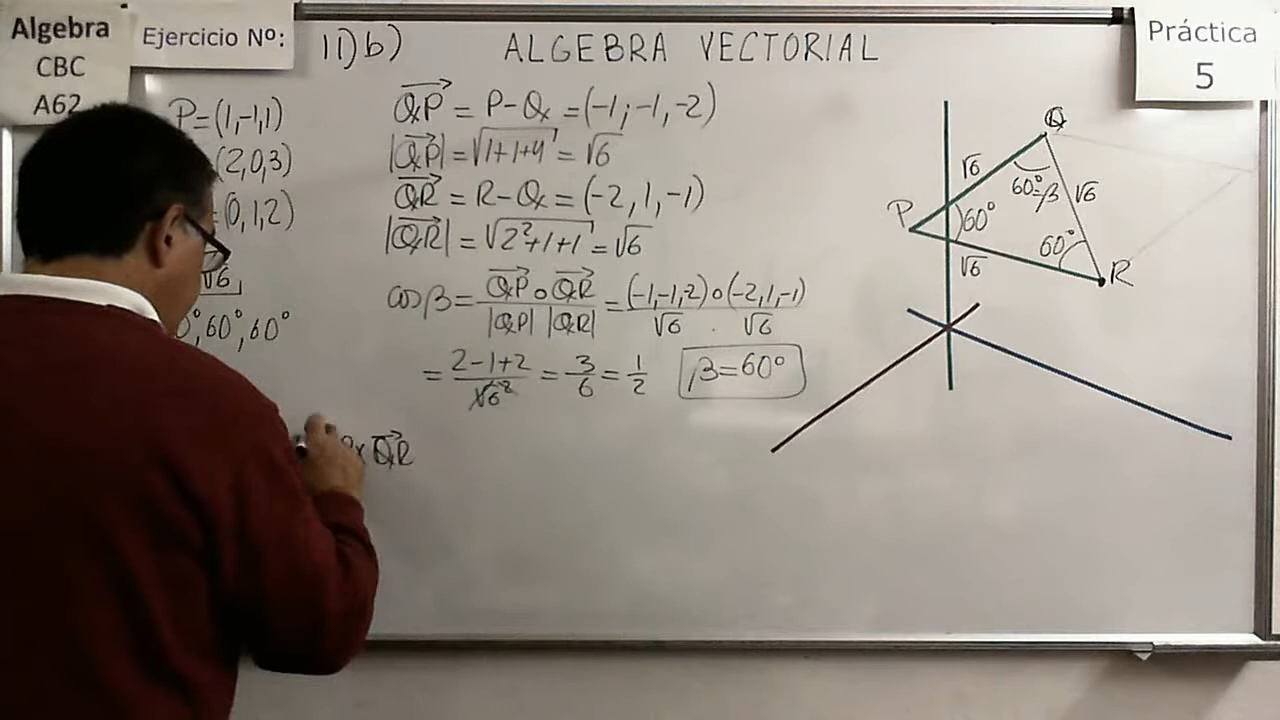 Algebra
CBC
A62
Ejercicio Nº:
11) b)
ALGEBRA VECTORIAL
Práctica
5
P=(1,-1,1)
(2,0,3)
=(0,1,2)
√6
°,60°,60°
QP = P-Q = (-1,-1,-2)
|QP| = √1+1+4 = √6
QR = R-Q = (-2,1,-1)
|QR| = √2²+1+1 = √6
cos β = QP o QR / |QP| |QR| = (-1,-1,2) o (-2,1,-1) / √6 . √6
= 2-1+2 / √6² = 3/6 = 1/2 β=60°
x QR
Q
√6
60°=β
√6
P
60°
60°
√6
R